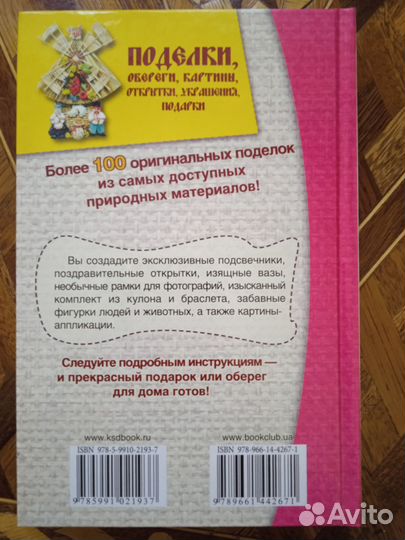 ПОДЕЛКИ,
ОБЕРЕГИ, КАРТИНЫ,
ОТКРЫТКИ, УКРАШЕНИЯ,
ПОДАРКИ
Более 100 оригинальных поделок
из самых доступных
природных материалов!
Вы создадите эксклюзивные подсвечники,
поздравительные открытки, изящные вазы,
необычные рамки для фотографий, изысканный
комплект из кулона и браслета, забавные
фигурки людей и животных, а также картины-
аппликации.
Следуйте подробным инструкциям —
и прекрасный подарок или оберег
для дома готов!
www.ksdbook.ru
www.bookclub.ua
ISBN 978-5-9910-2193-7
ISBN 978-966-14-4267-1
9 785991 021937
9 789661 442671
Avito